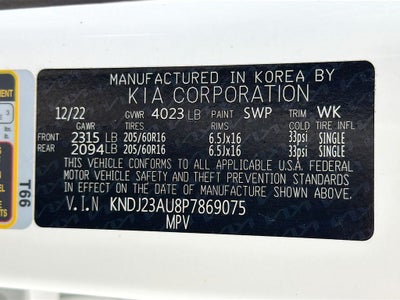 MANUFACTURED IN KOREA BY
KIA CORPORATION
12/22 GVWR 4023 LB PAINT SWP TRIM WK
GAWR TIRES RIMS COLD TIRE INF.
FRONT 2315 LB 205/60R16 6.5Jx16 33psi SINGLE
REAR 2094 LB 205/60R16 6.5Jx16 33psi SINGLE
THIS VEHICLE CONFORMS TO ALL APPLICABLE U.S.A. FEDERAL
MOTOR VEHICLE SAFETY AND THEFT PREVENTION STANDARDS
IN EFFECT ON THE DATE OF MANUFACTURE SHOWN ABOVE.
V.I.N KNDJ23AU8P7869075
MPV
T66